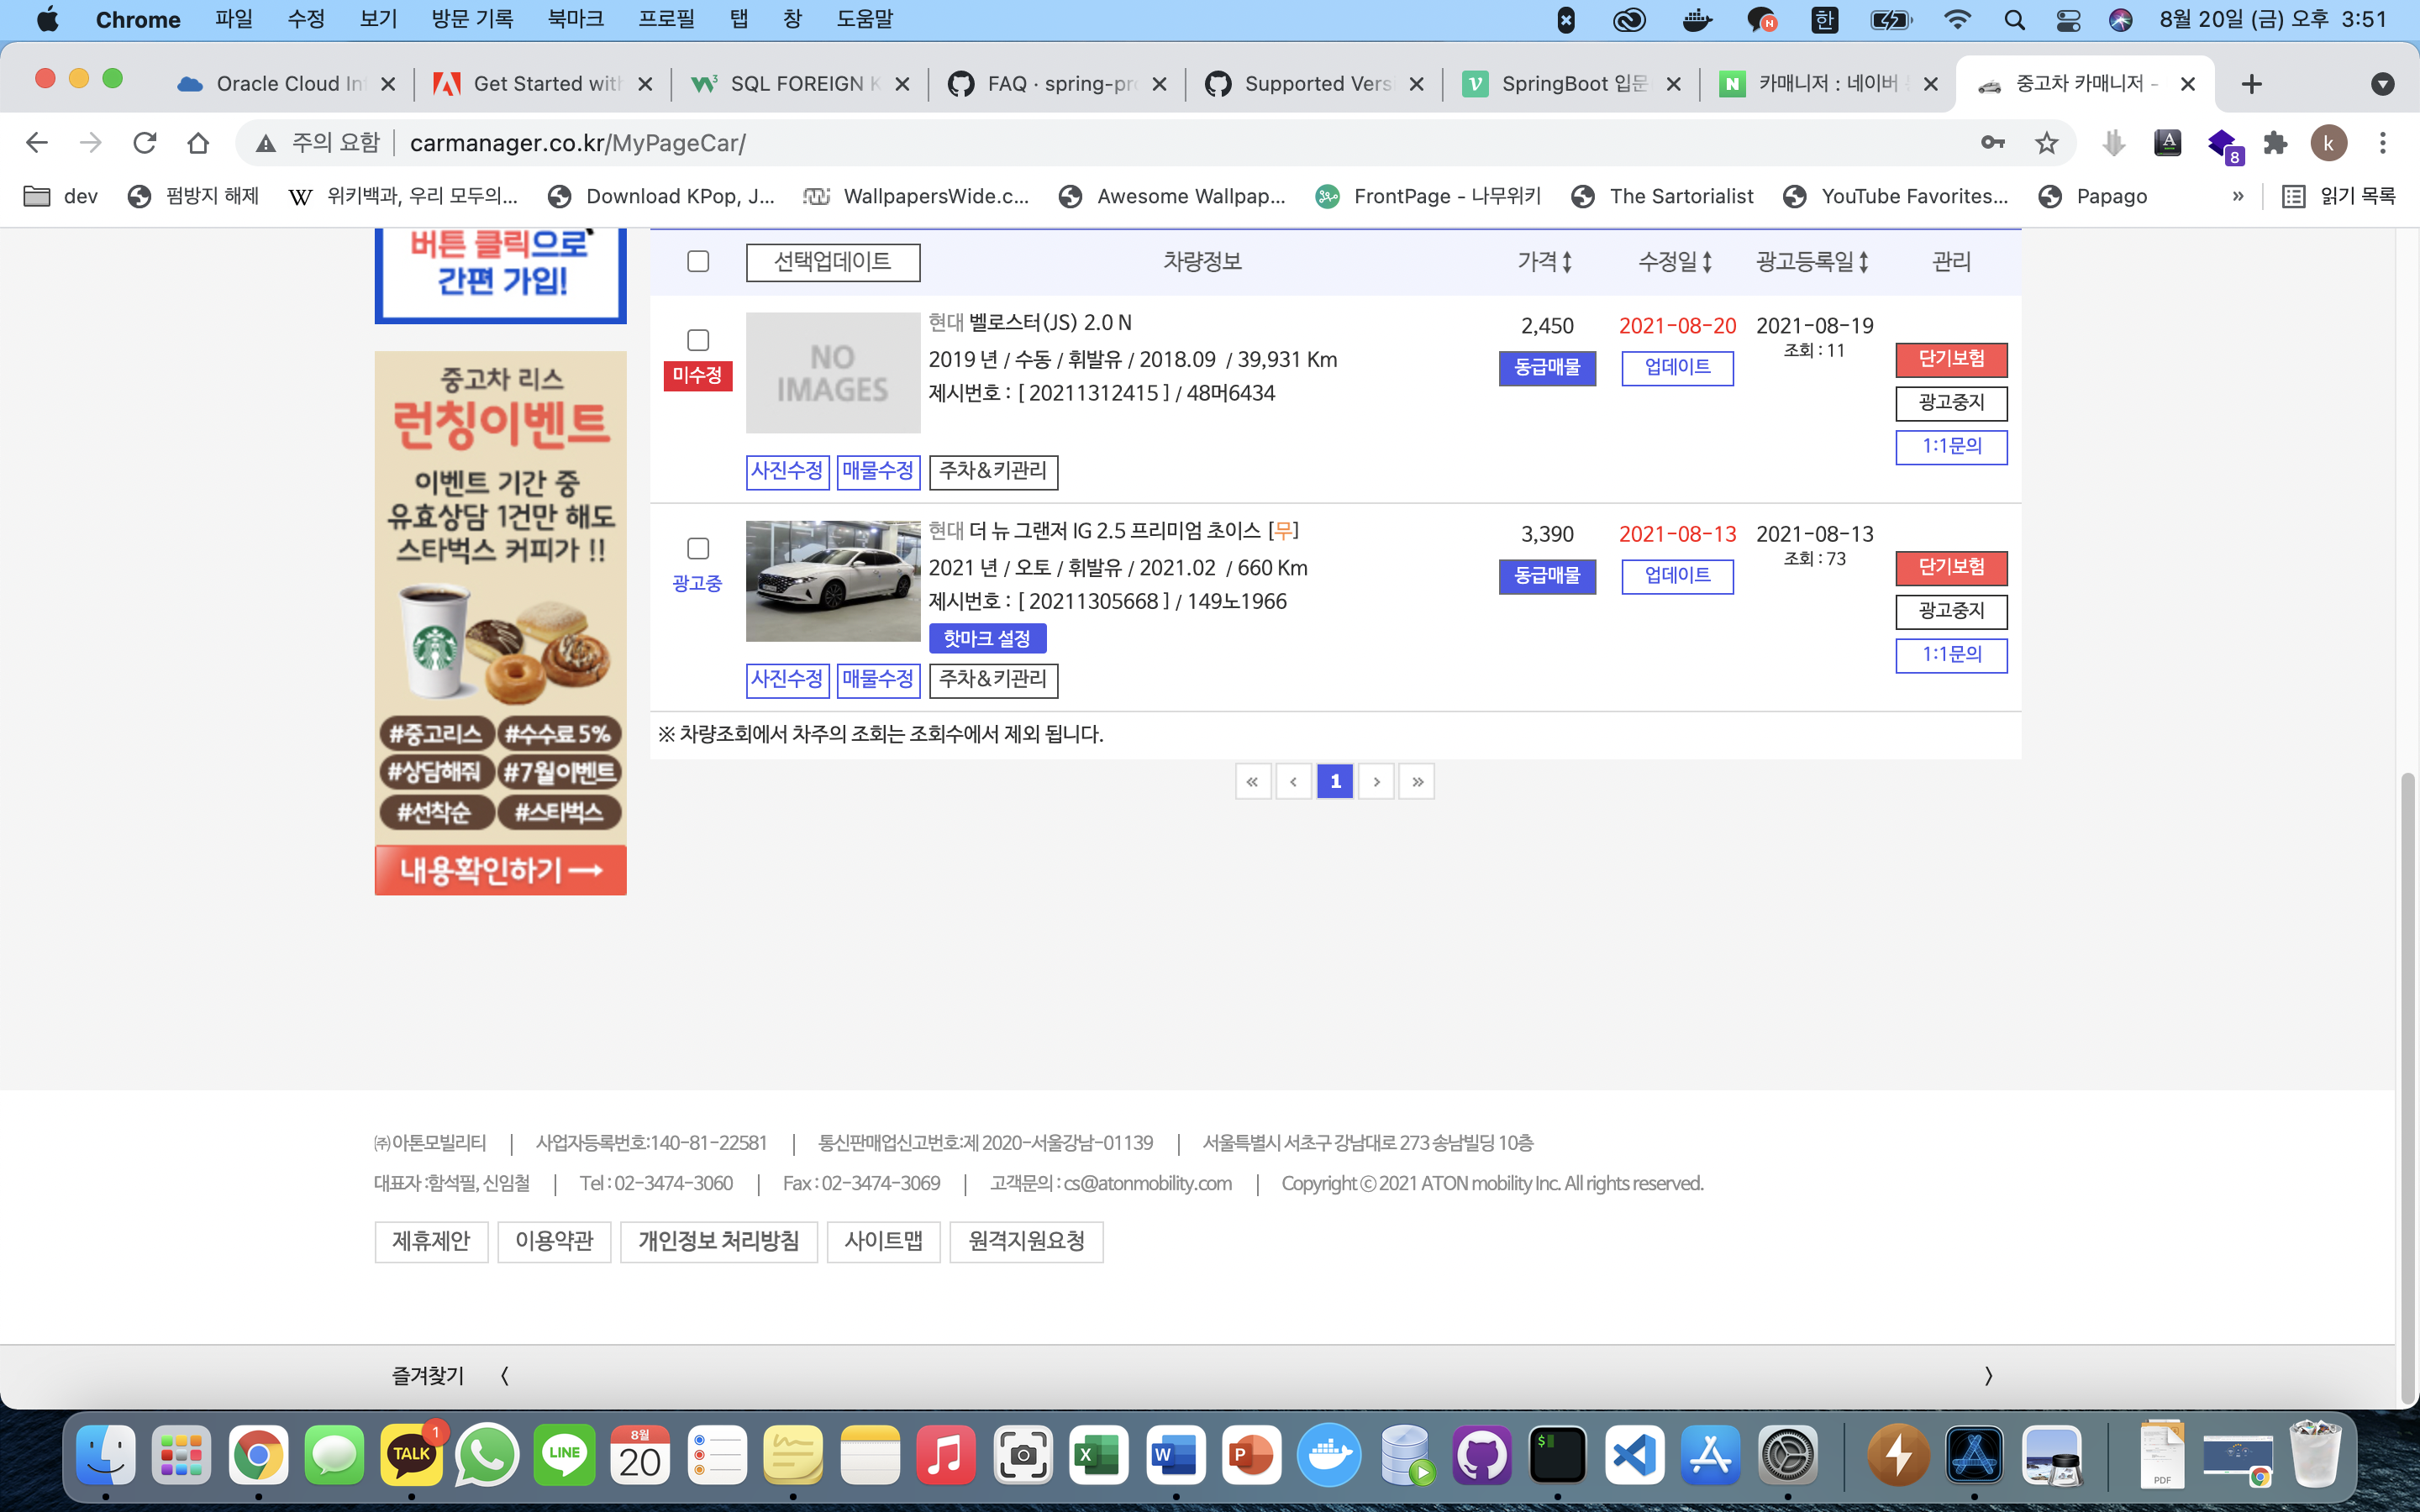 Chrome 파일 수정 보기 방문 기록 북마크 프로필 탭 창 도움말 한 8월 20일 (금) 오후 3:51
Oracle Cloud In Get Started with SQL FOREIGN K FAQ · spring-pro Supported Vers SpringBoot 입문 카매니저 : 네이버 중고차 카매니저 -
주의 요함 carmanager.co.kr/MyPageCar/ 8 k
dev 펌방지 해제 위키백과, 우리 모두의... Download KPop, J... WallpapersWide.c... Awesome Wallpap... FrontPage - 나무위키 The Sartorialist YouTube Favorites... Papago » 읽기 목록
버튼 클릭으로
간편 가입!
중고차 리스
런칭이벤트
이벤트 기간 중
유효상담 1건만 해도
스타벅스 커피가 !!
#중고리스 #수수료 5%
#상담해줘 #7월이벤트
#선착순 #스타벅스
내용확인하기
선택업데이트 차량정보 가격 수정일 광고등록일 관리
미수정
NO
IMAGES
현대 벨로스터(JS) 2.0 N
2019 년 / 수동 / 휘발유 / 2018.09 / 39,931 Km
제시번호 : [ 20211312415 ] / 48머6434
2,450 2021-08-20 2021-08-19
조회 : 11
동급매물 업데이트
단기보험
광고중지
1:1문의
사진수정 매물수정 주차&키관리
광고중
현대 더 뉴 그랜저 IG 2.5 프리미엄 초이스 [무]
2021 년 / 오토 / 휘발유 / 2021.02 / 660 Km
제시번호 : [ 20211305668 ] / 149노1966
핫마크 설정
3,390 2021-08-13 2021-08-13
조회 : 73
동급매물 업데이트
단기보험
광고중지
1:1문의
사진수정 매물수정 주차&키관리
※ 차량조회에서 차주의 조회는 조회수에서 제외 됩니다.
« ‹ 1 › »
㈜아톤모빌리티 | 사업자등록번호:140-81-22581 | 통신판매업신고번호:제 2020-서울강남-01139 | 서울특별시 서초구 강남대로 273 송남빌딩 10층
대표자 :함석필, 신임철 | Tel : 02-3474-3060 | Fax : 02-3474-3069 | 고객문의 : cs@atonmobility.com | Copyright ⓒ 2021 ATON mobility Inc. All rights reserved.
제휴제안 이용약관 개인정보 처리방침 사이트맵 원격지원요청
즐겨찾기 〈 〉
TALK 1 LINE 8월 20 X W P $ PDF